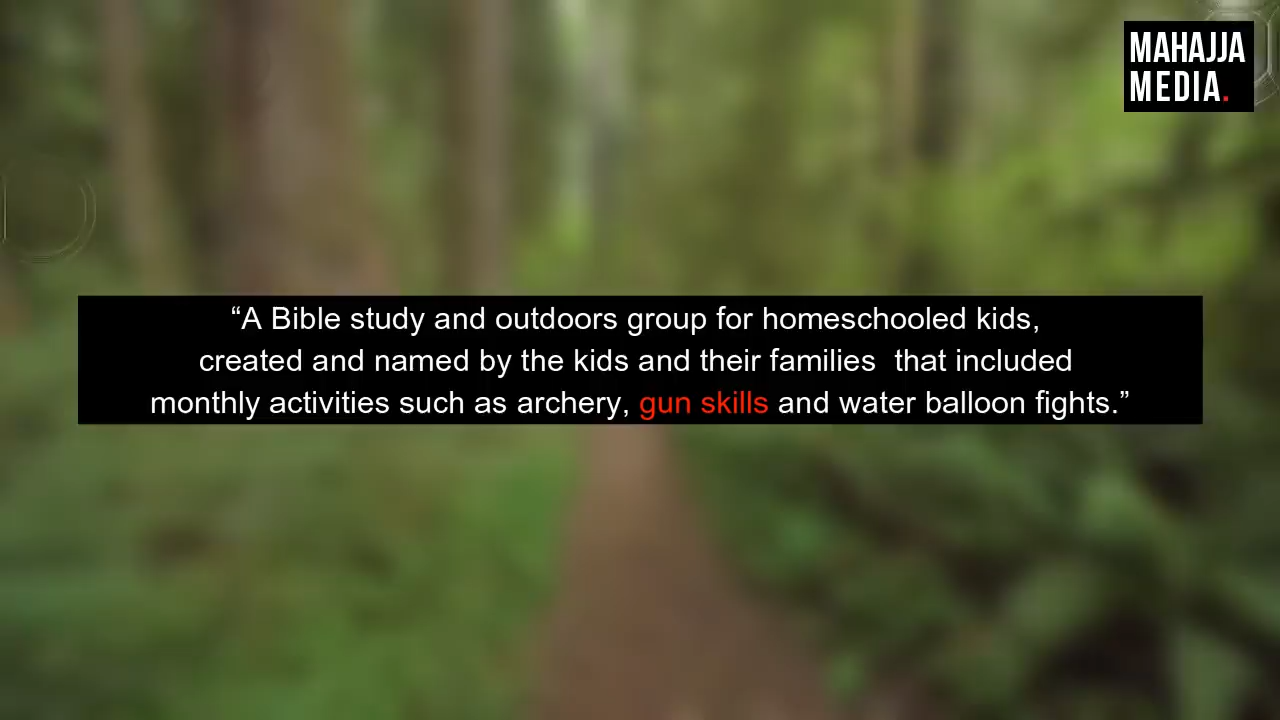 MAHAJJA
MEDIA.
“A Bible study and outdoors group for homeschooled kids,
created and named by the kids and their families  that included
monthly activities such as archery, gun skills and water balloon fights.”